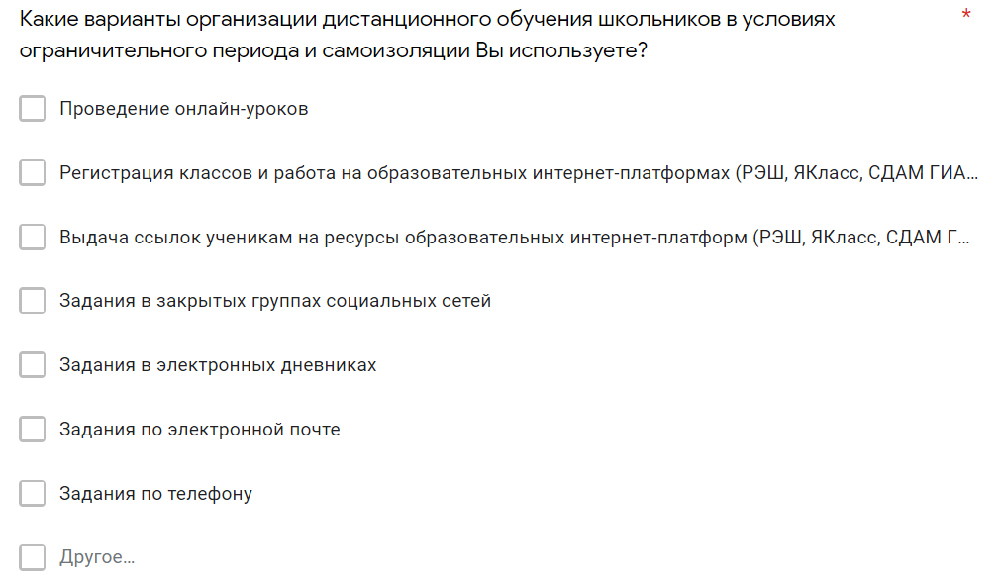 Какие варианты организации дистанционного обучения школьников в условиях *
ограничительного периода и самоизоляции Вы используете?
Проведение онлайн-уроков
Регистрация классов и работа на образовательных интернет-платформах (РЭШ, ЯКласс, СДАМ ГИА...
Выдача ссылок ученикам на ресурсы образовательных интернет-платформ (РЭШ, ЯКласс, СДАМ Г...
Задания в закрытых группах социальных сетей
Задания в электронных дневниках
Задания по электронной почте
Задания по телефону
Другое...